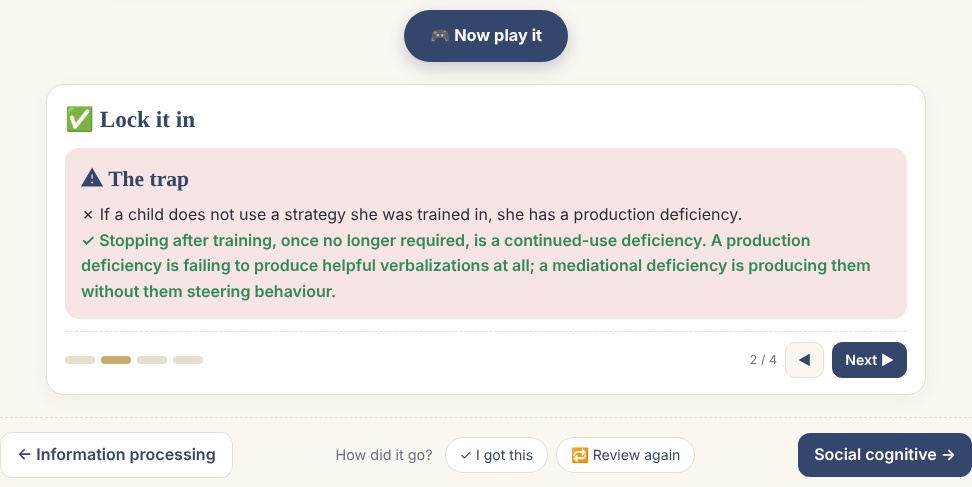 🎮 Now play it
✅ Lock it in
⚠ The trap
✗ If a child does not use a strategy she was trained in, she has a production deficiency.
✓ Stopping after training, once no longer required, is a continued-use deficiency. A production
deficiency is failing to produce helpful verbalizations at all; a mediational deficiency is producing them
without them steering behaviour.
2 / 4
◀
Next ▶
← Information processing
How did it go?
✓ I got this
🔁 Review again
Social cognitive →